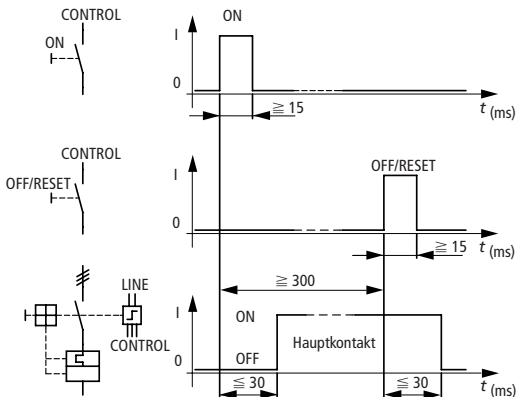 CONTROL
ON
I
ON
0
≧ 15
t (ms)
CONTROL
OFF/RESET
I
OFF/RESET
0
≧ 15
t (ms)
LINE
CONTROL
≧ 300
I
ON
Hauptkontakt
0
OFF
≦ 30
≦ 30
t (ms)